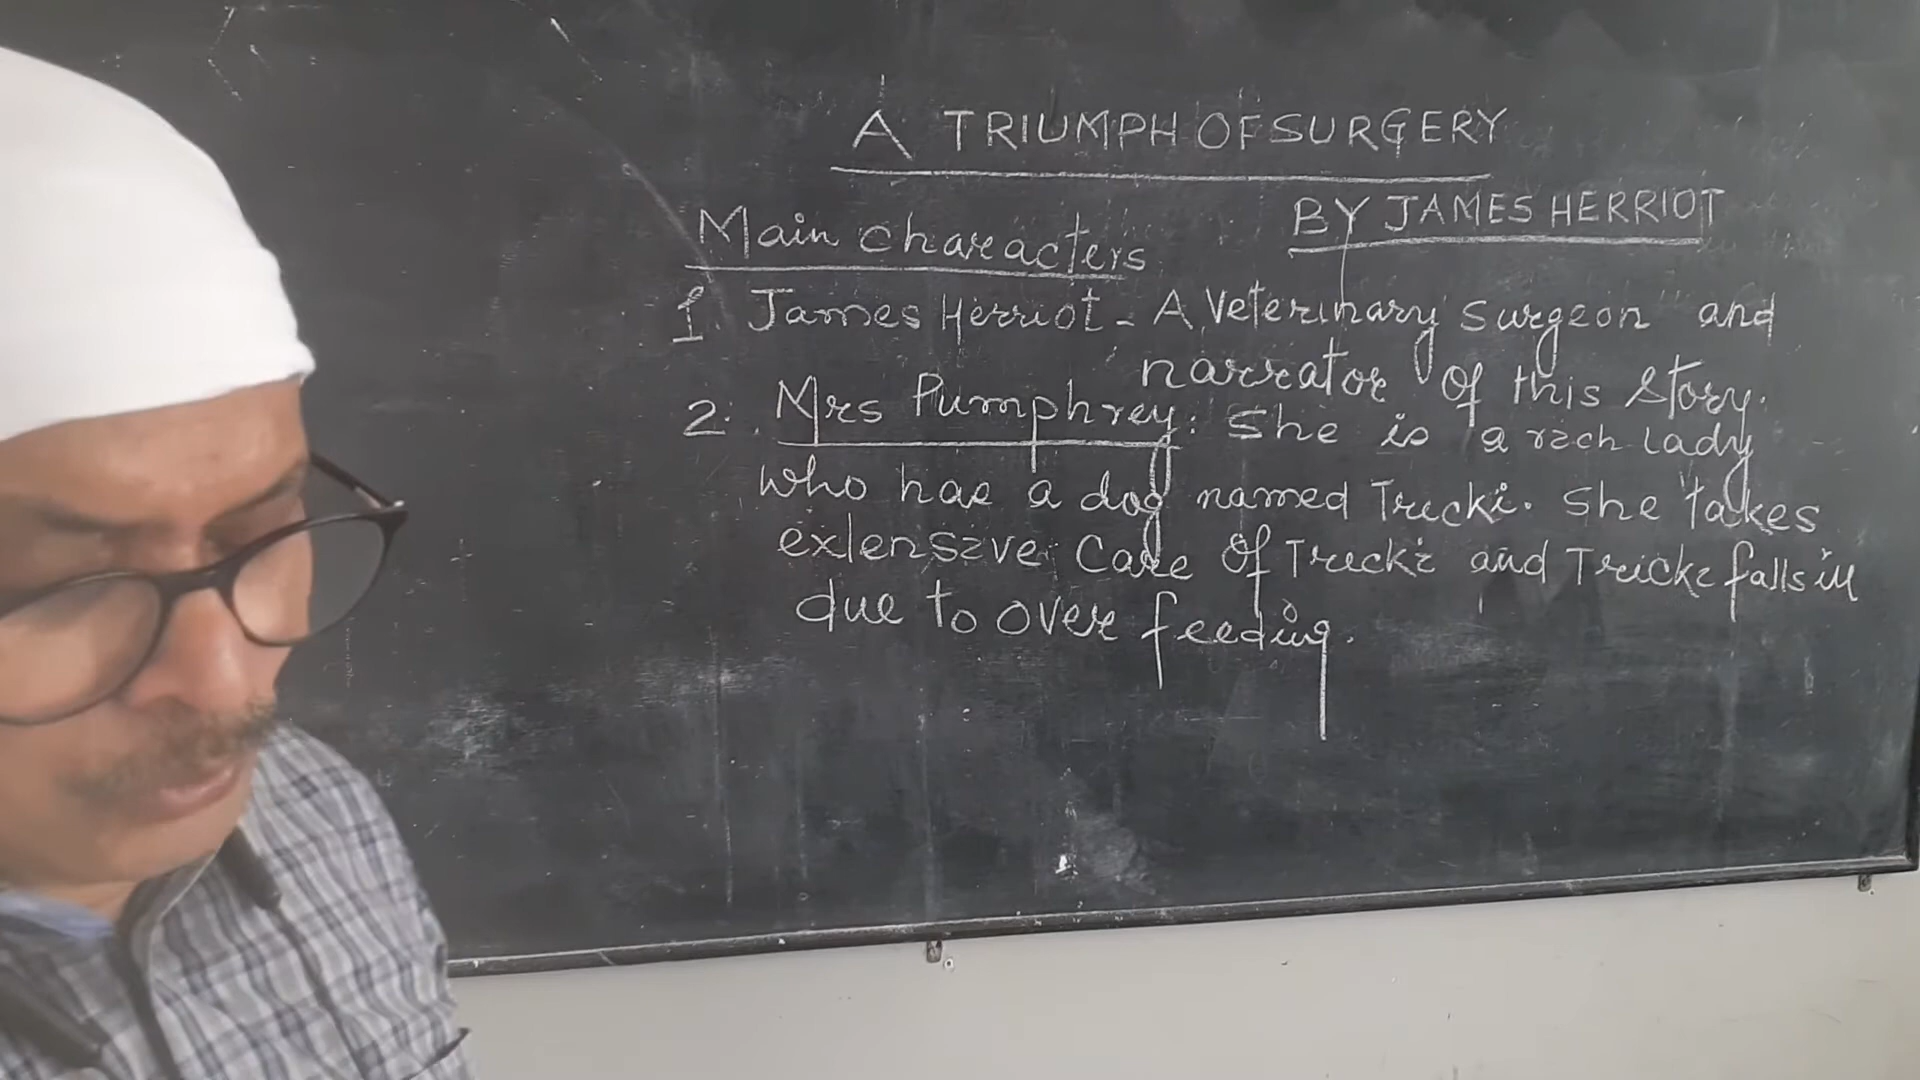 A TRIUMPH OF SURGERY
BY JAMES HERRIOT
Main characters
1. James Herriot - A Veterinary Surgeon and
narrator of this story.
2. Mrs Pumphrey: She is a rich lady
who has a dog named Tricki. She takes
extensive care of Tricki and Tricki falls ill
due to over feeding.